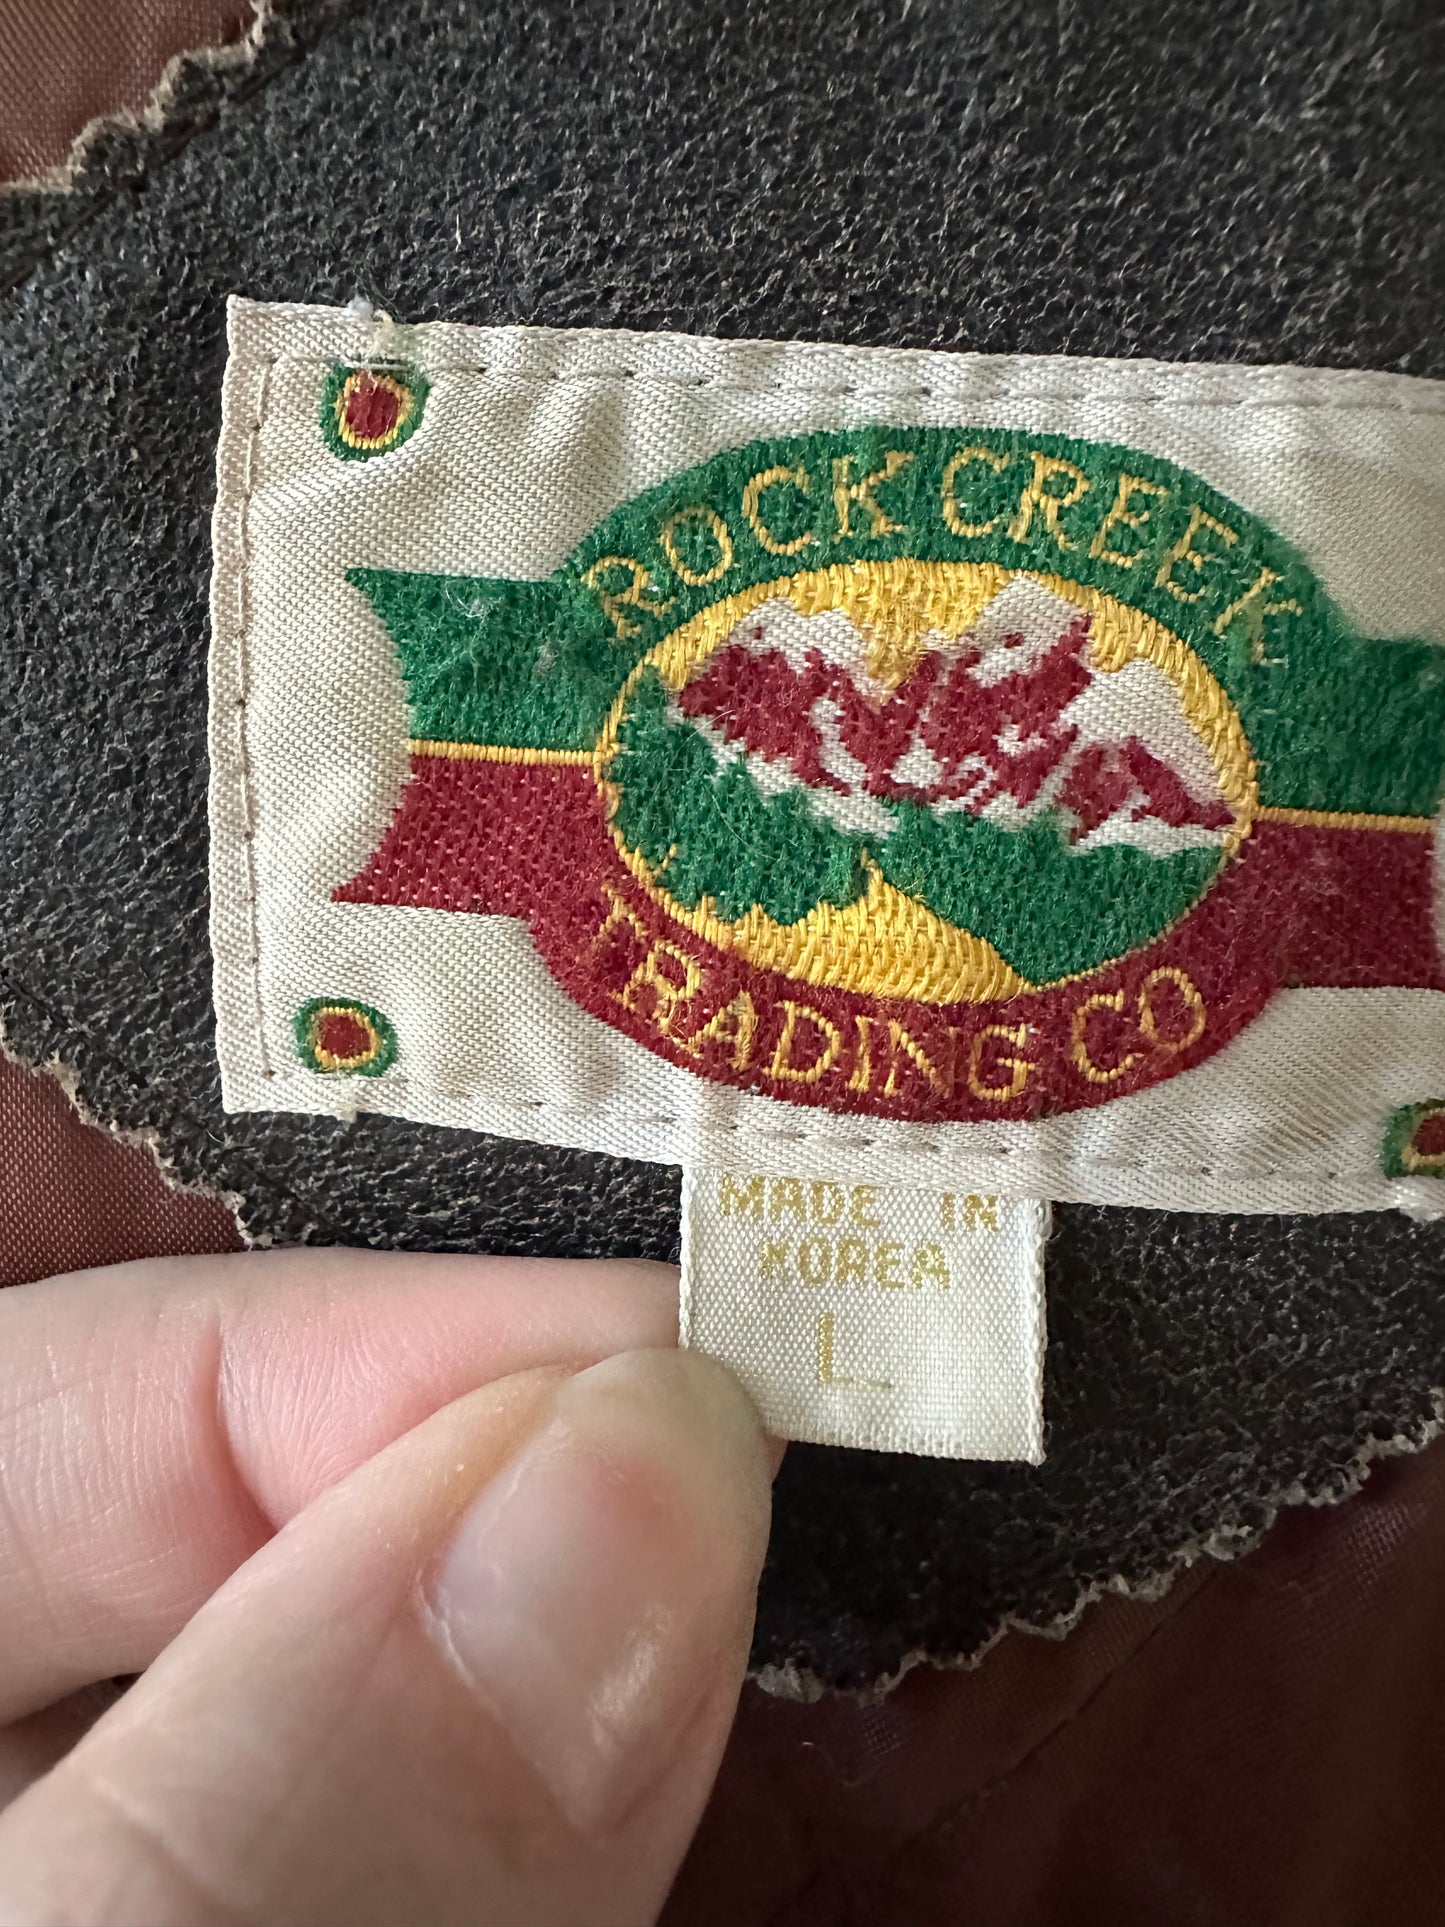 ROCK CREEK
TRADING CO
MADE IN
KOREA
L